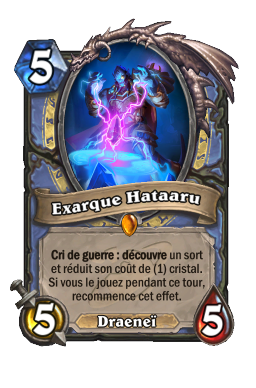 5
Exarque Hataaru
Cri de guerre : découvre un sort
et réduit son coût de (1) cristal.
Si vous le jouez pendant ce tour,
recommence cet effet.
5
Draeneï
5